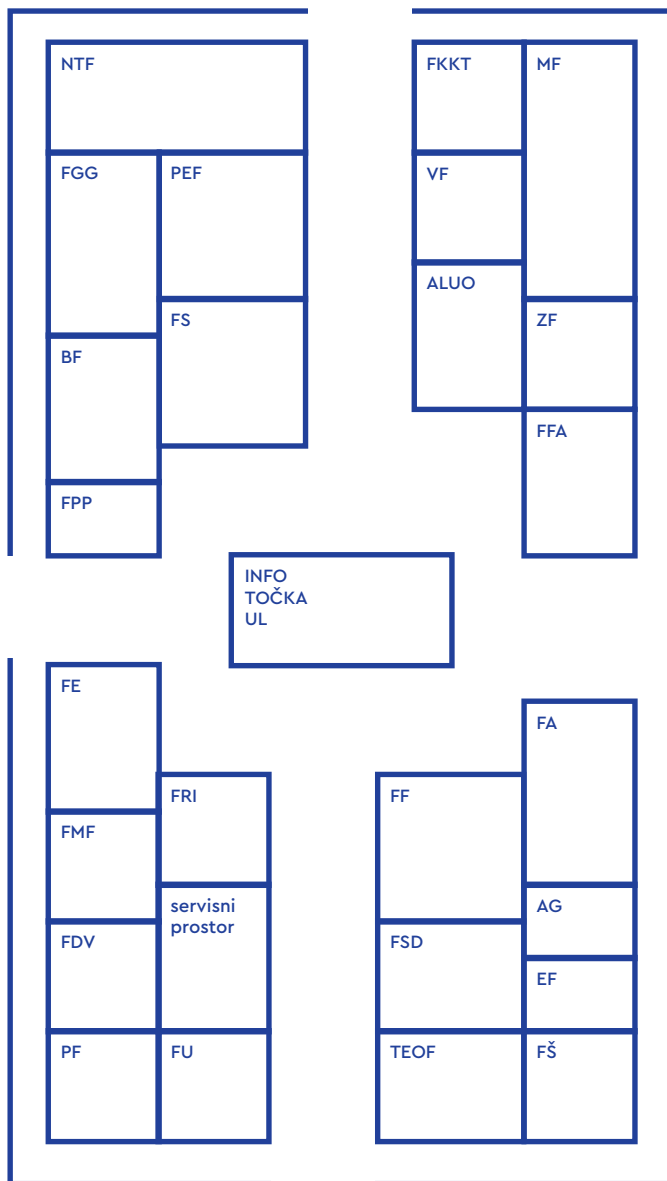 NTF
FGG
PEF
FS
BF
FPP
FKKT
MF
VF
ALUO
ZF
FFA
INFO
TOČKA
UL
FE
FRI
FMF
servisni
prostor
FDV
PF
FU
FA
FF
AG
FSD
EF
TEOF
FŠ